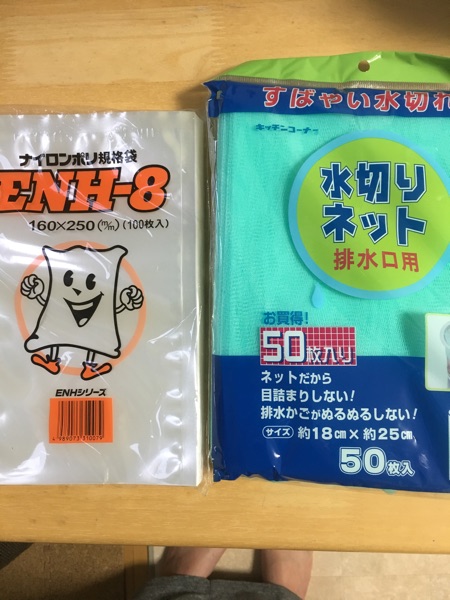 ナイロンポリ規格袋
ENH-8
160×250(m/m)(100枚入)
ENHシリーズ
4989073310079
すばやい水切れ
キッチンコーナー
水切り
ネット
排水口用
お買得!
50枚入り
ネットだから
目詰まりしない!
排水かごがぬるぬるしない!
サイズ 約18cm×約25cm
50枚入